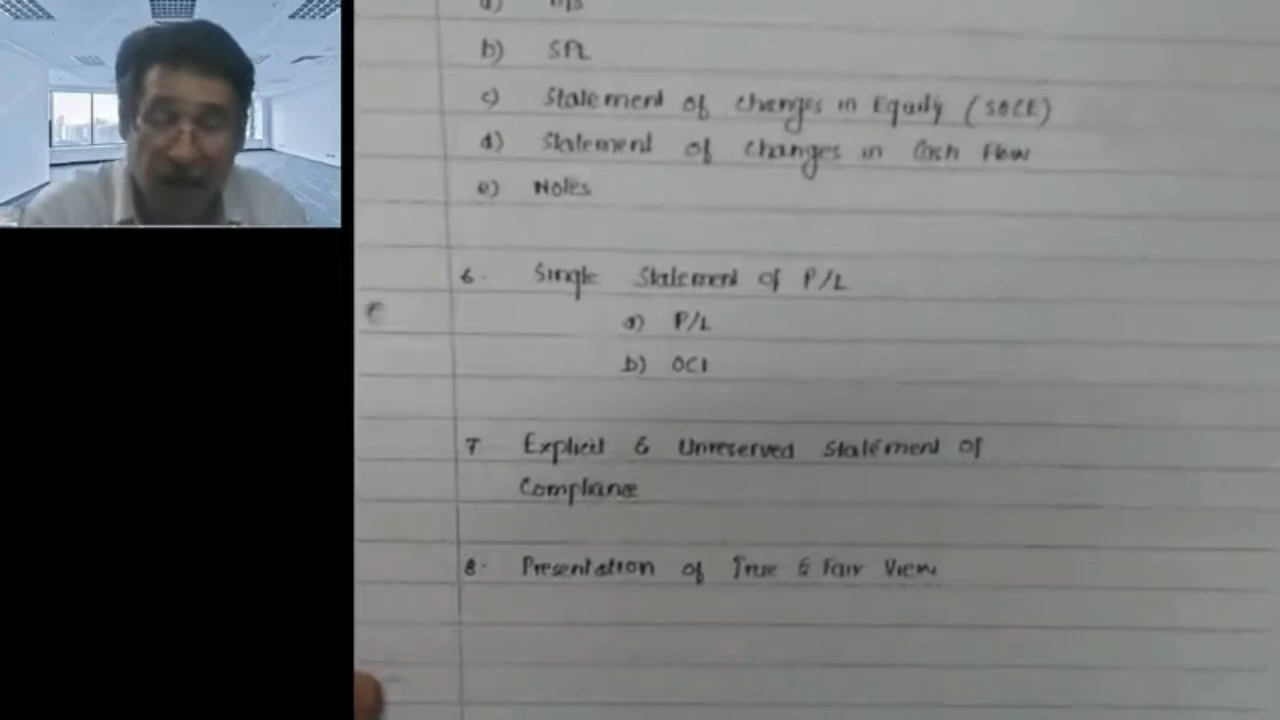 b) SPL
c) Statement of changes in Equity (SOCE)
d) Statement of changes in Cash Flow
e) Notes
6. Single Statement of P/L
a) P/L
b) OCI
7 Explicit & Unreserved Statement of
Compliance
8. Presentation of True & Fair View